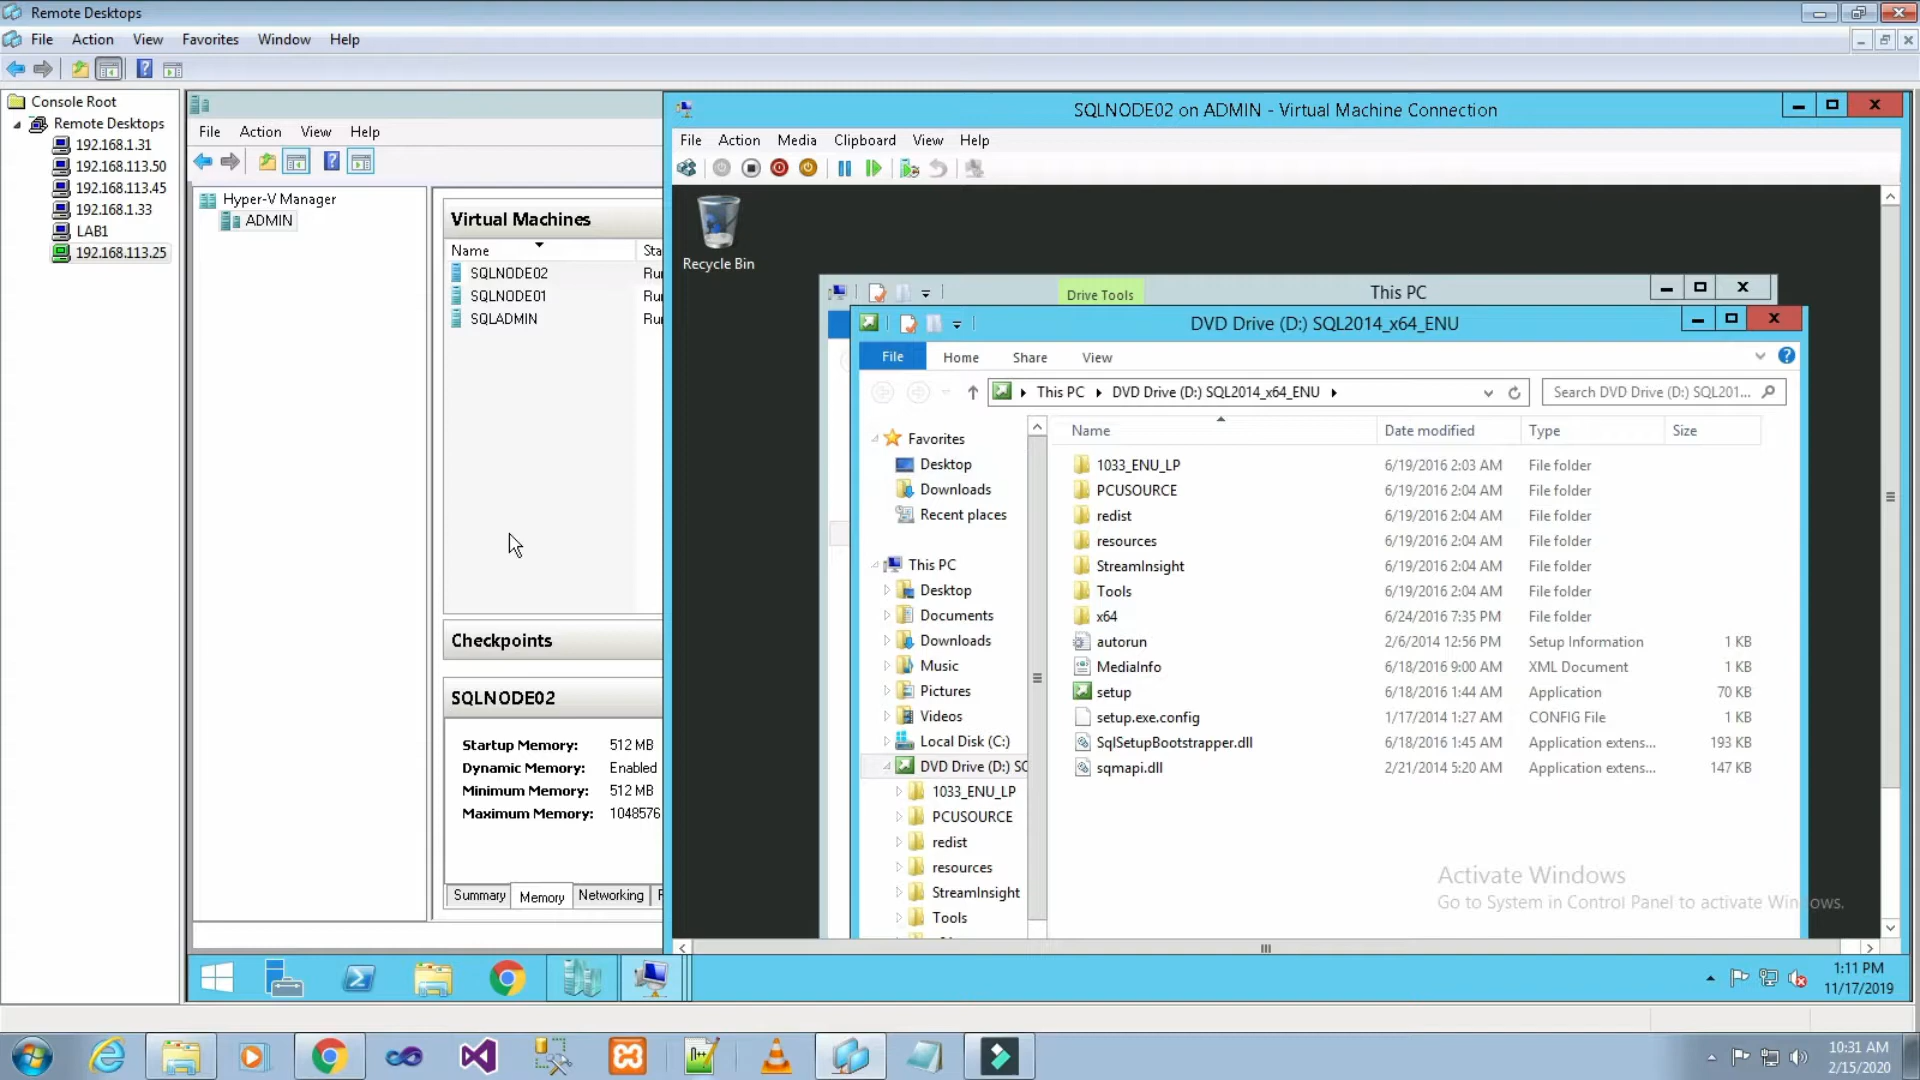 Remote Desktops
File Action View Favorites Window Help
Console Root
Remote Desktops
192.168.1.31
192.168.113.50
192.168.113.45
192.168.1.33
LAB1
192.168.113.25
File Action View Help
Hyper-V Manager
ADMIN
Virtual Machines
Name Sta
SQLNODE02 Ru
SQLNODE01 Ru
SQLADMIN Ru
Checkpoints
SQLNODE02
Startup Memory: 512 MB
Dynamic Memory: Enabled
Minimum Memory: 512 MB
Maximum Memory: 1048576
Summary Memory Networking
SQLNODE02 on ADMIN - Virtual Machine Connection
File Action Media Clipboard View Help
Recycle Bin
Drive Tools This PC
DVD Drive (D:) SQL2014_x64_ENU
File Home Share View
This PC DVD Drive (D:) SQL2014_x64_ENU
Search DVD Drive (D:) SQL201...
Favorites
Desktop
Downloads
Recent places
This PC
Desktop
Documents
Downloads
Music
Pictures
Videos
Local Disk (C:)
DVD Drive (D:) SQ
1033_ENU_LP
PCUSOURCE
redist
resources
StreamInsight
Tools
Name Date modified Type Size
1033_ENU_LP 6/19/2016 2:03 AM File folder
PCUSOURCE 6/19/2016 2:04 AM File folder
redist 6/19/2016 2:04 AM File folder
resources 6/19/2016 2:04 AM File folder
StreamInsight 6/19/2016 2:04 AM File folder
Tools 6/19/2016 2:04 AM File folder
x64 6/24/2016 7:35 PM File folder
autorun 2/6/2014 12:56 PM Setup Information 1 KB
MediaInfo 6/18/2016 9:00 AM XML Document 1 KB
setup 6/18/2016 1:44 AM Application 70 KB
setup.exe.config 1/17/2014 1:27 AM CONFIG File 1 KB
SqlSetupBootstrapper.dll 6/18/2016 1:45 AM Application extens... 193 KB
sqmapi.dll 2/21/2014 5:20 AM Application extens... 147 KB
Activate Windows
Go to System in Control Panel to activate Windows.
1:11 PM
11/17/2019
10:31 AM
2/15/2020